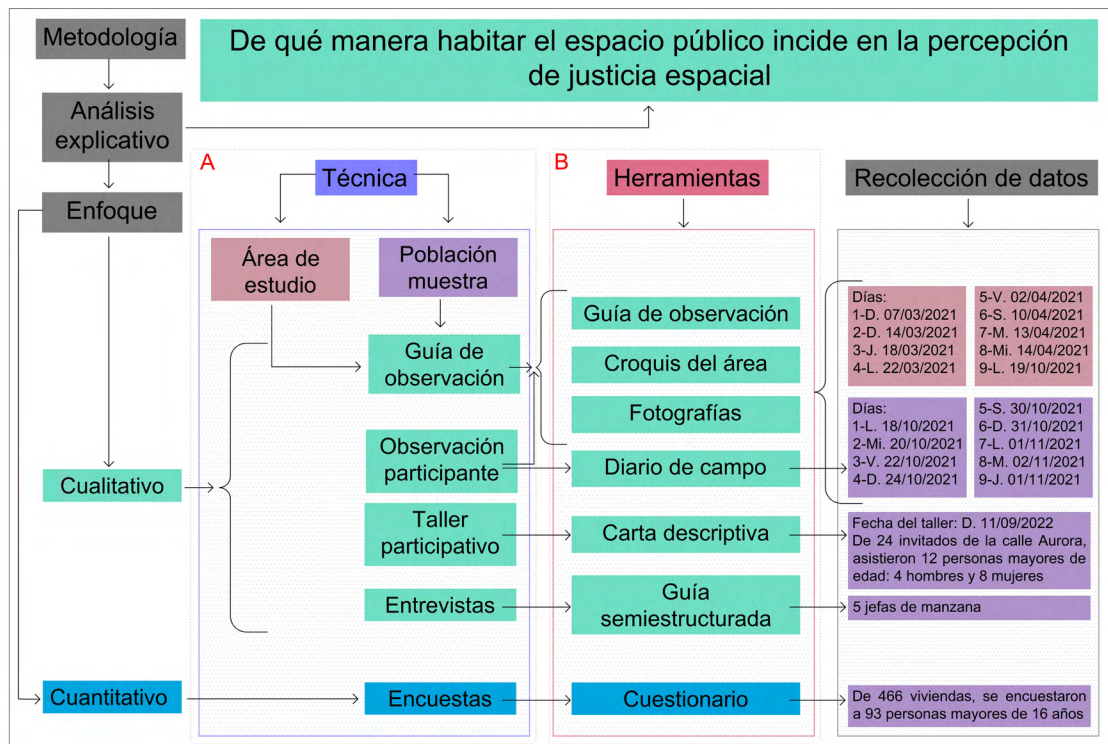 Metodología
De qué manera habitar el espacio público incide en la percepción
de justicia espacial
Análisis
explicativo
Enfoque
A
Técnica
B
Herramientas
Recolección de datos
Área de
estudio
Población
muestra
Guía de
observación
Observación
participante
Taller
participativo
Entrevistas
Guía de observación
Croquis del área
Fotografías
Diario de campo
Carta descriptiva
Guía
semiestructurada
Días:
1-D. 07/03/2021
2-D. 14/03/2021
3-J. 18/03/2021
4-L. 22/03/2021
5-V. 02/04/2021
6-S. 10/04/2021
7-M. 13/04/2021
8-Mi. 14/04/2021
9-L. 19/10/2021
Días:
1-L. 18/10/2021
2-Mi. 20/10/2021
3-V. 22/10/2021
4-D. 24/10/2021
5-S. 30/10/2021
6-D. 31/10/2021
7-L. 01/11/2021
8-M. 02/11/2021
9-J. 01/11/2021
Fecha del taller: D. 11/09/2022
De 24 invitados de la calle Aurora,
asistieron 12 personas mayores de
edad: 4 hombres y 8 mujeres
5 jefas de manzana
Cualitativo
Cuantitativo
Encuestas
Cuestionario
De 466 viviendas, se encuestaron
a 93 personas mayores de 16 años